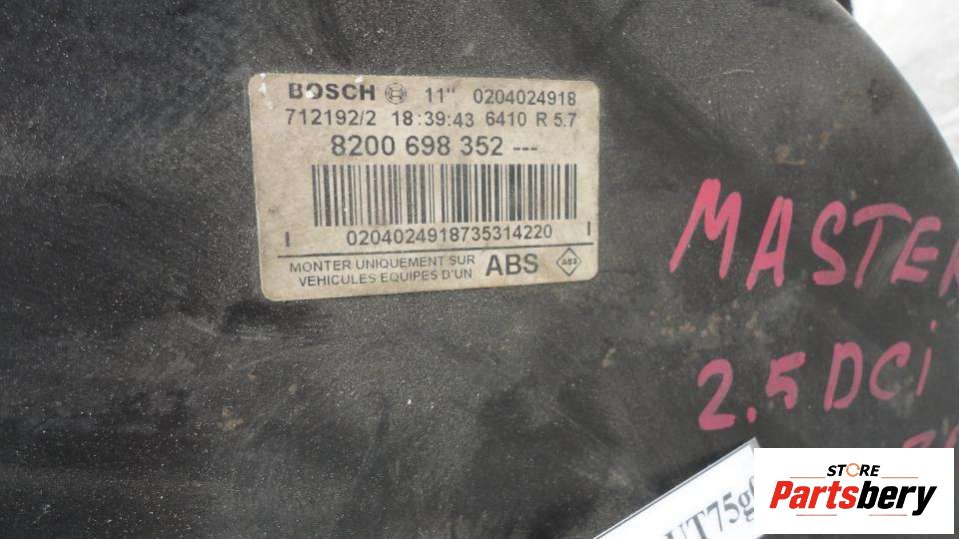 BOSCH 11" 0204024918
712192/2 18:39:43 6410 R 5.7
8200 698 352 ---
0204024918735314220
MONTER UNIQUEMENT SUR
VEHICULES EQUIPES D'UN ABS
ABS
MASTER
2.5 DCi
UT75g
STORE
Partsbery